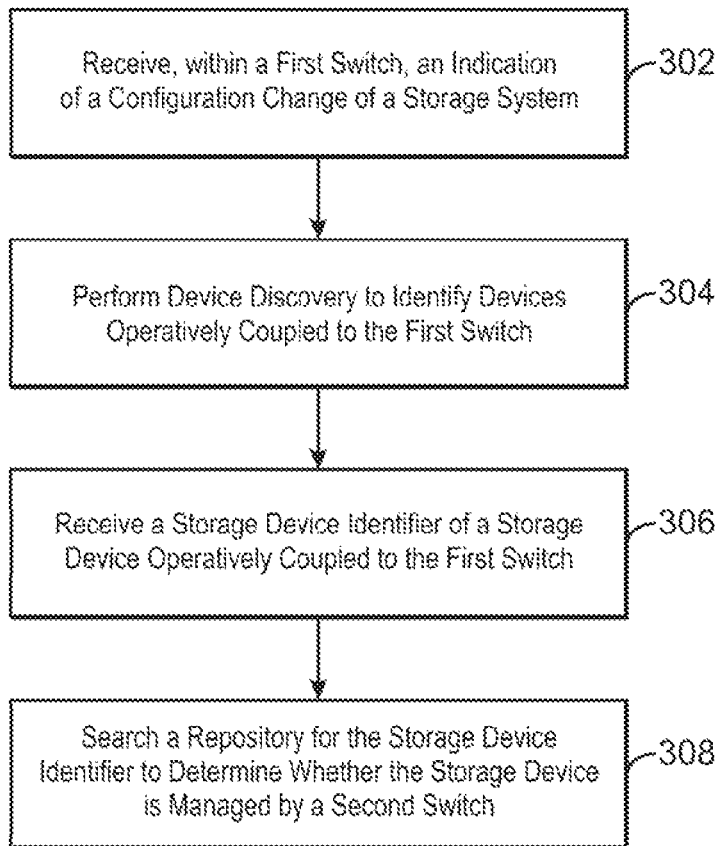 Receive, within a First Switch, an Indication
of a Configuration Change of a Storage System
302
Perform Device Discovery to Identify Devices
Operatively Coupled to the First Switch
304
Receive a Storage Device Identifier of a Storage
Device Operatively Coupled to the First Switch
306
Search a Repository for the Storage Device
Identifier to Determine Whether the Storage Device
is Managed by a Second Switch
308